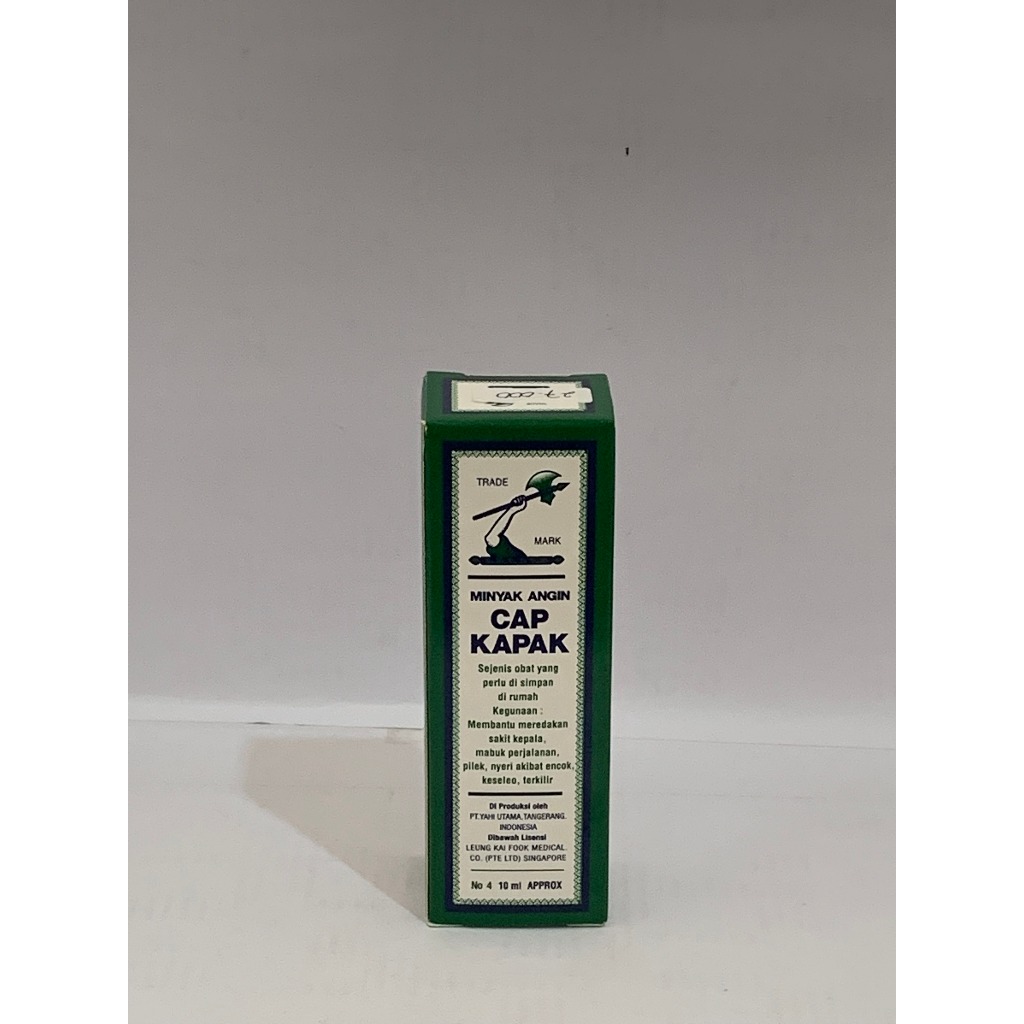 27.000
TRADE
MARK
MINYAK ANGIN
CAP
KAPAK
Sejenis obat yang
perlu di simpan
di rumah
Kegunaan :
Membantu meredakan
sakit kepala,
mabuk perjalanan,
pilek, nyeri akibat encok,
keseleo, terkilir
Di Produksi oleh
PT.YAHI UTAMA,TANGERANG.
INDONESIA
Dibawah Lisensi
LEUNG KAI FOOK MEDICAL.
CO. (PTE LTD) SINGAPORE
No 4 10 ml APPROX